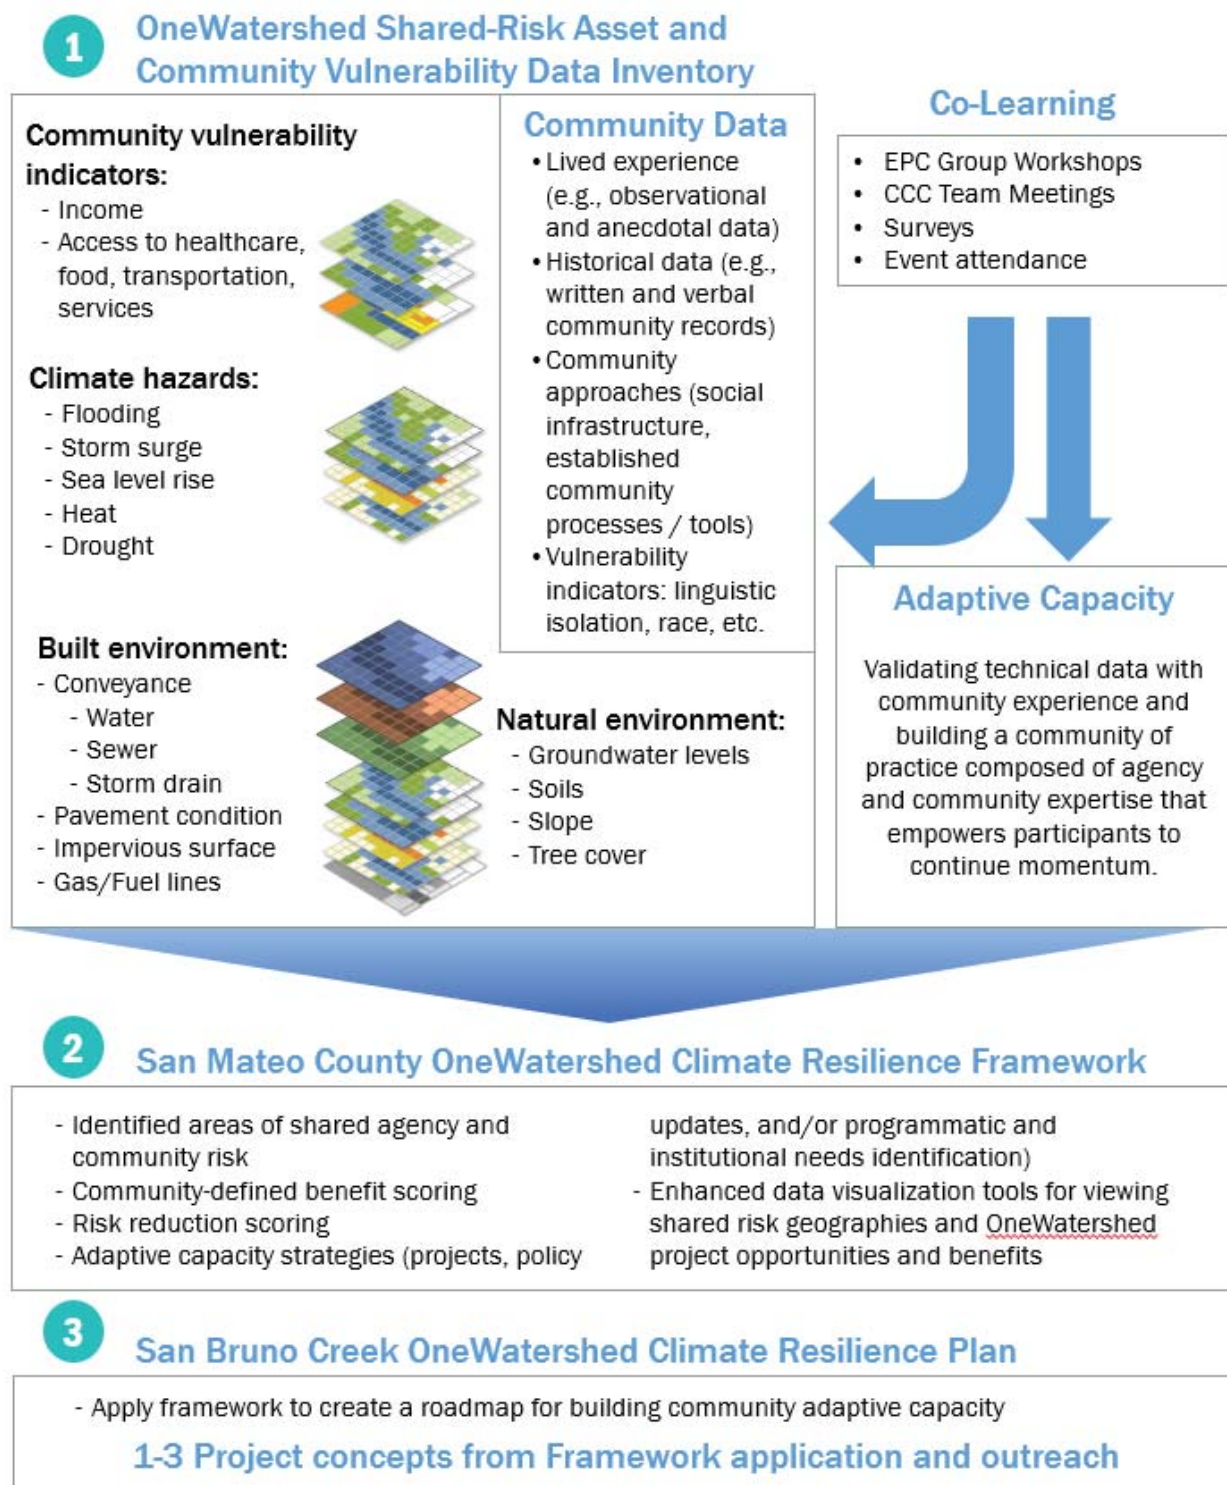 1
OneWatershed Shared-Risk Asset and
Community Vulnerability Data Inventory
Community vulnerability
indicators:
- Income
- Access to healthcare,
food, transportation,
services
Climate hazards:
- Flooding
- Storm surge
- Sea level rise
- Heat
- Drought
Built environment:
- Conveyance
- Water
- Sewer
- Storm drain
- Pavement condition
- Impervious surface
- Gas/Fuel lines
Community Data
• Lived experience
(e.g., observational
and anecdotal data)
• Historical data (e.g.,
written and verbal
community records)
• Community
approaches (social
infrastructure,
established
community
processes / tools)
• Vulnerability
indicators: linguistic
isolation, race, etc.
Natural environment:
- Groundwater levels
- Soils
- Slope
- Tree cover
Co-Learning
• EPC Group Workshops
• CCC Team Meetings
• Surveys
• Event attendance
Adaptive Capacity
Validating technical data with
community experience and
building a community of
practice composed of agency
and community expertise that
empowers participants to
continue momentum.
2
San Mateo County OneWatershed Climate Resilience Framework
- Identified areas of shared agency and
community risk
- Community-defined benefit scoring
- Risk reduction scoring
- Adaptive capacity strategies (projects, policy
updates, and/or programmatic and
institutional needs identification)
- Enhanced data visualization tools for viewing
shared risk geographies and OneWatershed
project opportunities and benefits
3
San Bruno Creek OneWatershed Climate Resilience Plan
- Apply framework to create a roadmap for building community adaptive capacity
1-3 Project concepts from Framework application and outreach